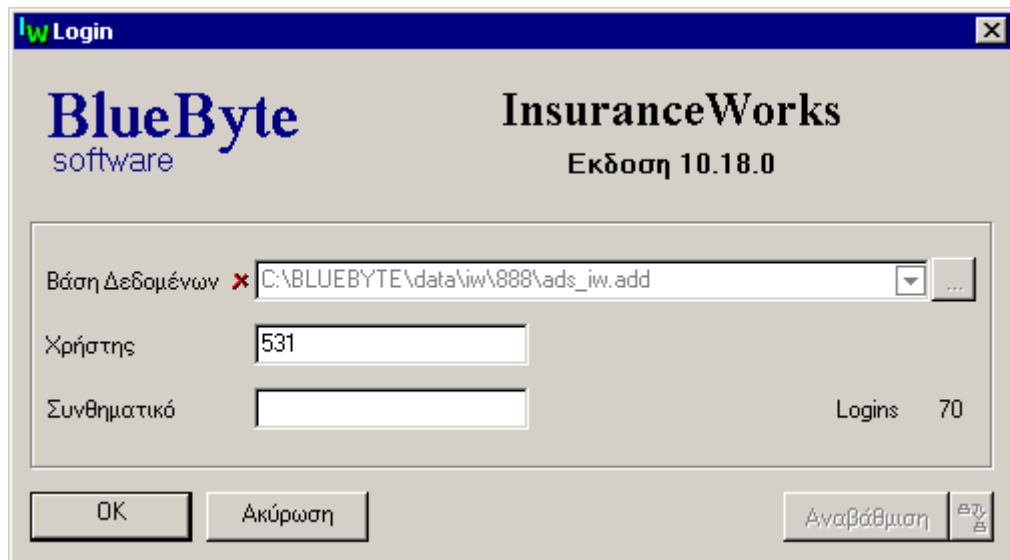 IW Login
BlueByte
software
InsuranceWorks
Εκδοση 10.18.0
Βάση Δεδομένων C:\BLUEBYTE\data\iw\888\ads_iw.add ...
Χρήστης 531
Συνθηματικό Logins 70
OK Ακύρωση Αναβάθμιση